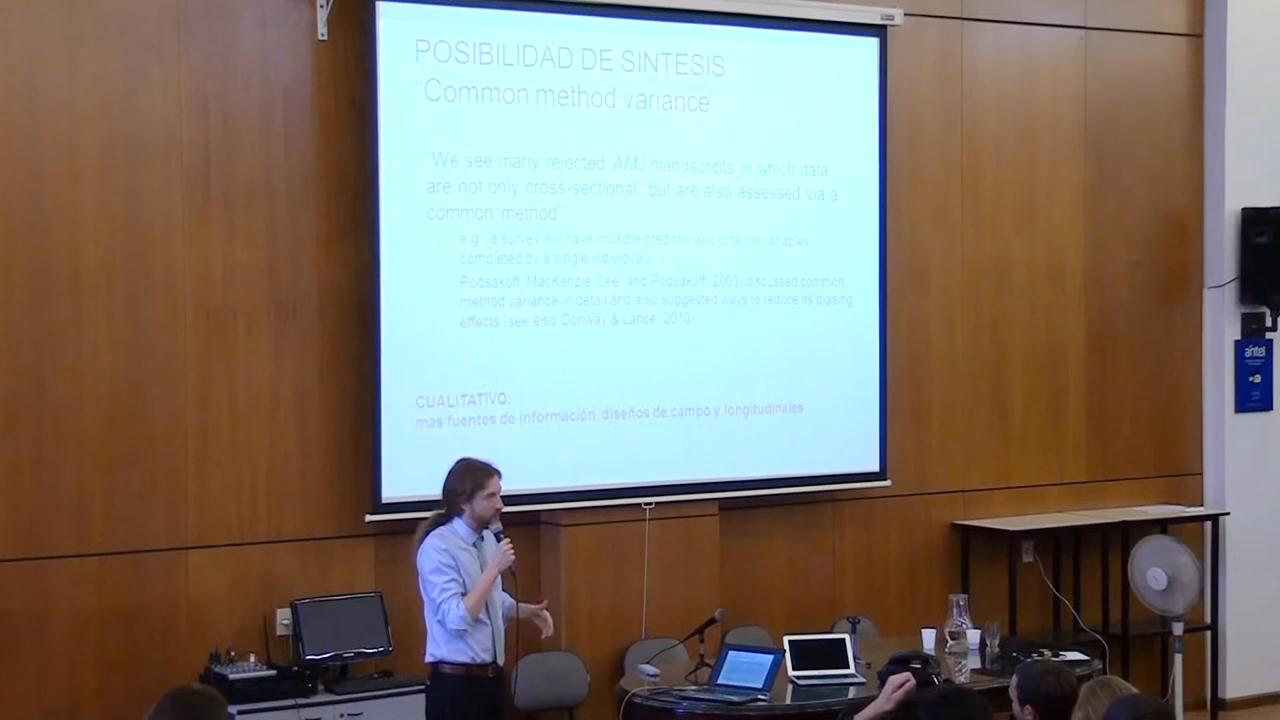 POSIBILIDAD DE SINTESIS
"Common method variance"
"We see many rejected AMJ manuscripts in which data
are not only cross-sectional, but are also assessed via a
common method"
e.g., a survey will have multiple predictor and criterion variables
completed by a single individual).
Podsakoff, MacKenzie, Lee, and Podsakoff (2003) discussed common
method variance in detail and also suggested ways to reduce its biasing
effects (see also Conway & Lance, 2010)
CUALITATIVO:
mas fuentes de información, diseños de campo y longitudinales
antel